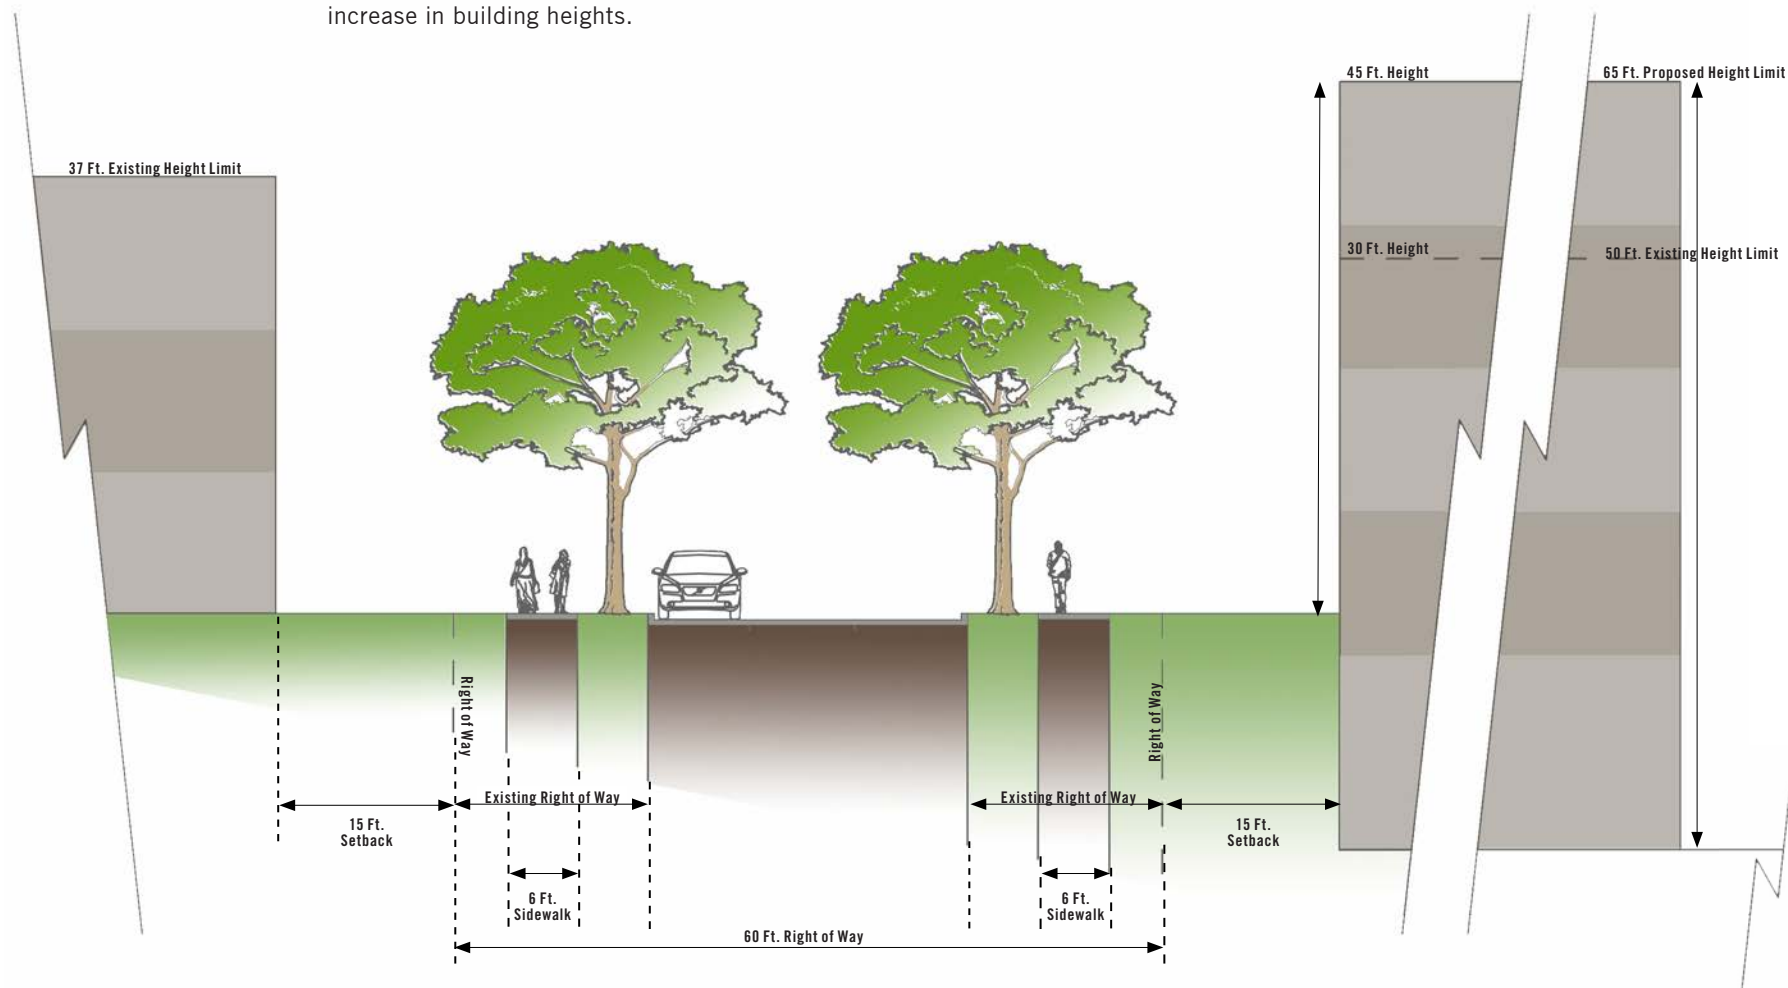 increase in building heights.
45 Ft. Height
65 Ft. Proposed Height Limit
37 Ft. Existing Height Limit
30 Ft. Height
50 Ft. Existing Height Limit
Right of Way
Right of Way
Existing Right of Way
Existing Right of Way
15 Ft.
Setback
15 Ft.
Setback
6 Ft.
Sidewalk
6 Ft.
Sidewalk
60 Ft. Right of Way